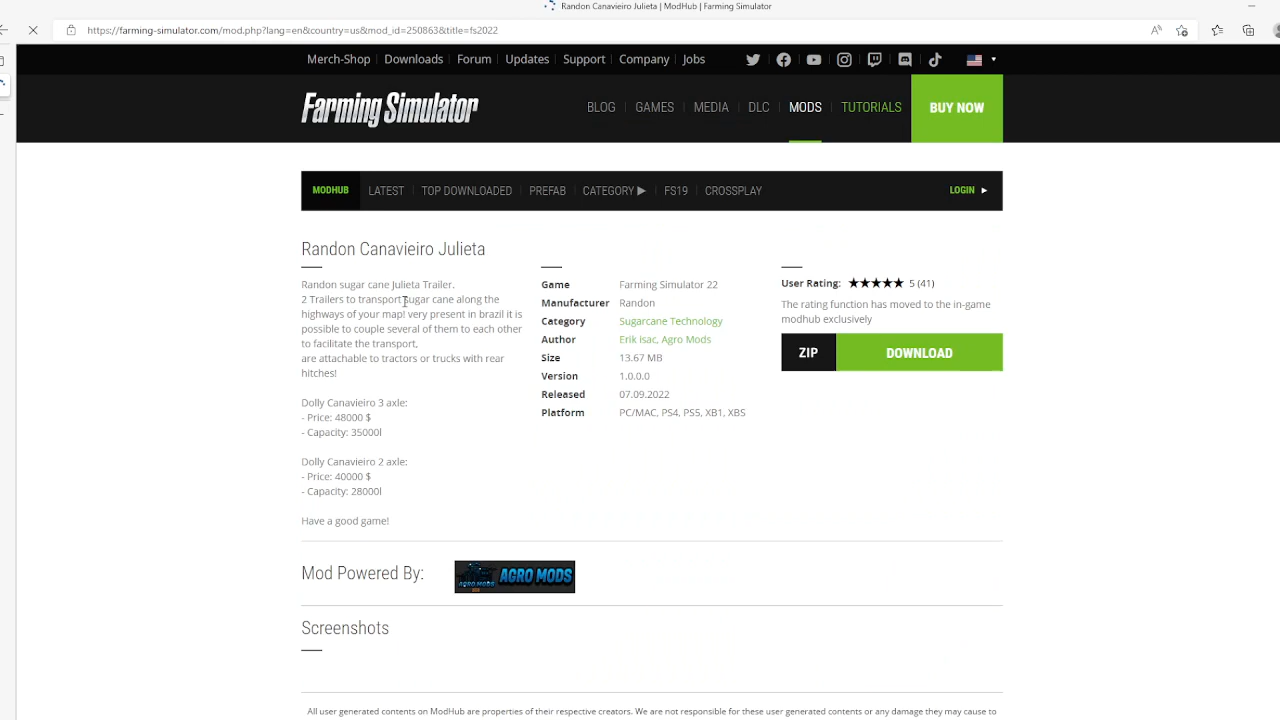 Randon Canavieiro Julieta | ModHub | Farming Simulator
https://farming-simulator.com/mod.php?lang=en&country=us&mod_id=250863&title=fs2022
Merch-Shop Downloads Forum Updates Support Company Jobs
Farming Simulator BLOG GAMES MEDIA DLC MODS TUTORIALS BUY NOW
MODHUB LATEST TOP DOWNLOADED PREFAB CATEGORY ▶ FS19 CROSSPLAY LOGIN ▶
Randon Canavieiro Julieta
Randon sugar cane Julieta Trailer.
2 Trailers to transport sugar cane along the
highways of your map! very present in brazil it is
possible to couple several of them to each other
to facilitate the transport,
are attachable to tractors or trucks with rear
hitches!
Dolly Canavieiro 3 axle:
- Price: 48000 $
- Capacity: 35000l
Dolly Canavieiro 2 axle:
- Price: 40000 $
- Capacity: 28000l
Have a good game!
Game Farming Simulator 22
Manufacturer Randon
Category Sugarcane Technology
Author Erik isac, Agro Mods
Size 13.67 MB
Version 1.0.0.0
Released 07.09.2022
Platform PC/MAC, PS4, PS5, XB1, XBS
User Rating: ★★★★★ 5 (41)
The rating function has moved to the in-game
modhub exclusively
ZIP DOWNLOAD
Mod Powered By: AGRO MODS AGRO MODS
Screenshots
All user generated contents on ModHub are properties of their respective creators. We are not responsible for these user generated contents or any damage they may cause to